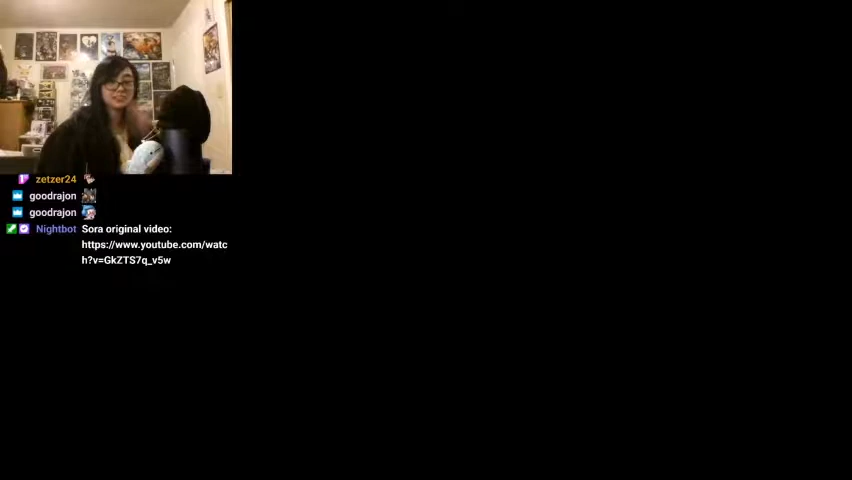 zetzer24
goodrajon
goodrajon
Nightbot Sora original video:
https://www.youtube.com/watc
h?v=GkZTS7q_v5w